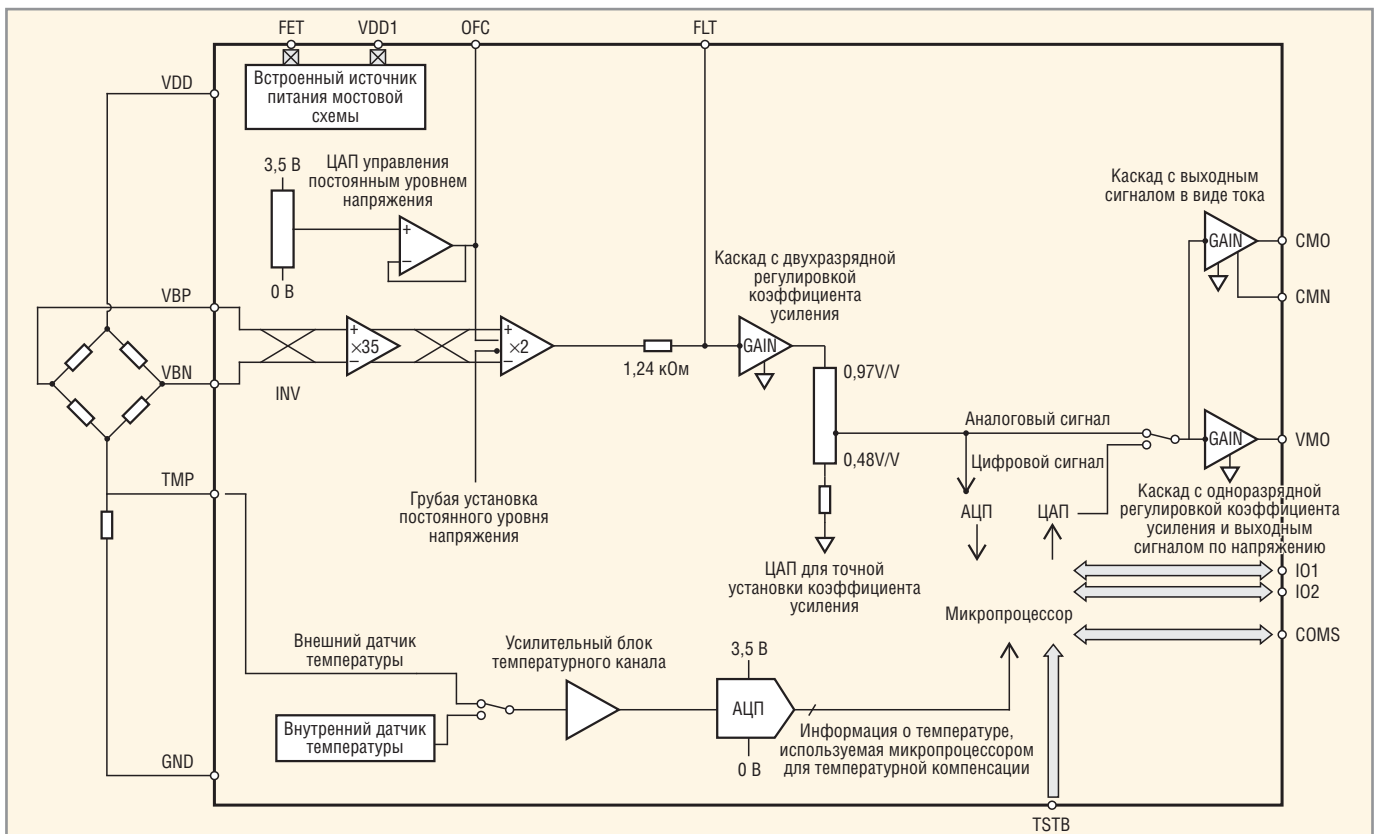 FET
VDD1
OFC
FLT
VDD
Встроенный источник
питания мостовой
схемы
3,5 В
ЦАП управления
постоянным уровнем
напряжения
+
−
0 В
VBP
VBN
INV
+
×35
−
+
×2
−
1,24 кОм
Каскад с двухразрядной
регулировкой
коэффициента
усиления
GAIN
0,97V/V
0,48V/V
Аналоговый сигнал
Цифровой сигнал
Каскад с выходным
сигналом в виде тока
GAIN
CMO
CMN
GAIN
VMO
TMP
Грубая установка
постоянного уровня
напряжения
АЦП
ЦАП
Каскад с одноразрядной
регулировкой коэффициента
усиления и выходным
сигналом по напряжению
ЦАП для точной
установки коэффициента
усиления
IO1
IO2
Микропроцессор
COMS
Внешний датчик
температуры
Усилительный блок
температурного канала
3,5 В
АЦП
0 В
Внутренний датчик
температуры
Информация о температуре,
используемая микропроцессором
для температурной компенсации
GND
TSTB